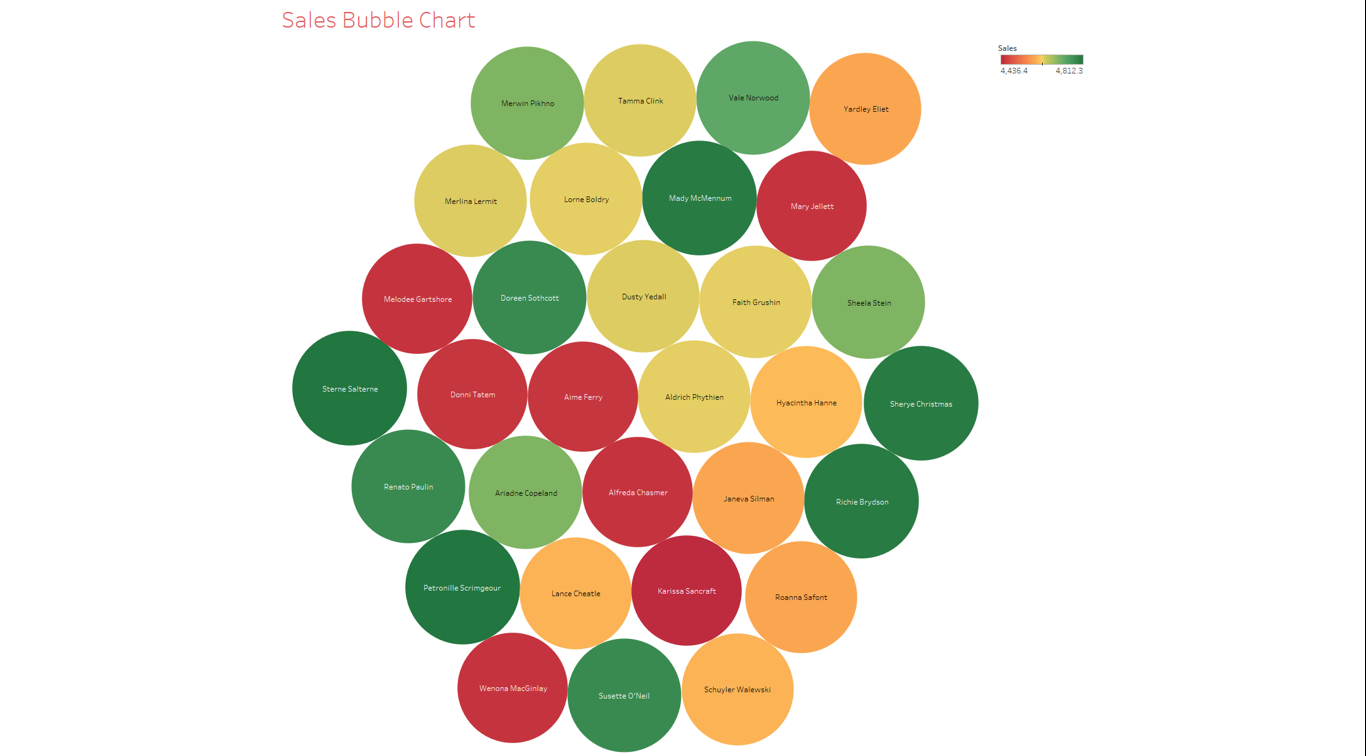 Sales Bubble Chart
Sales
4,436.4 4,812.3
Merwin Pikhno
Tamma Clink
Vale Norwood
Yardley Eliet
Merlina Lermit
Lorne Boldry
Mady McMennum
Mary Jellett
Melodee Gartshore
Doreen Sothcott
Dusty Yedall
Faith Grushin
Sheela Stein
Sterne Salterne
Donni Tatem
Aime Ferry
Aldrich Phythien
Hyacintha Hanne
Sherye Christmas
Renato Paulin
Ariadne Copeland
Alfreda Chasmer
Janeva Silman
Richie Brydson
Petronille Scrimgeour
Lance Cheatle
Karissa Sancraft
Roanna Safont
Wenona MacGinlay
Susette O'Neil
Schuyler Walewski